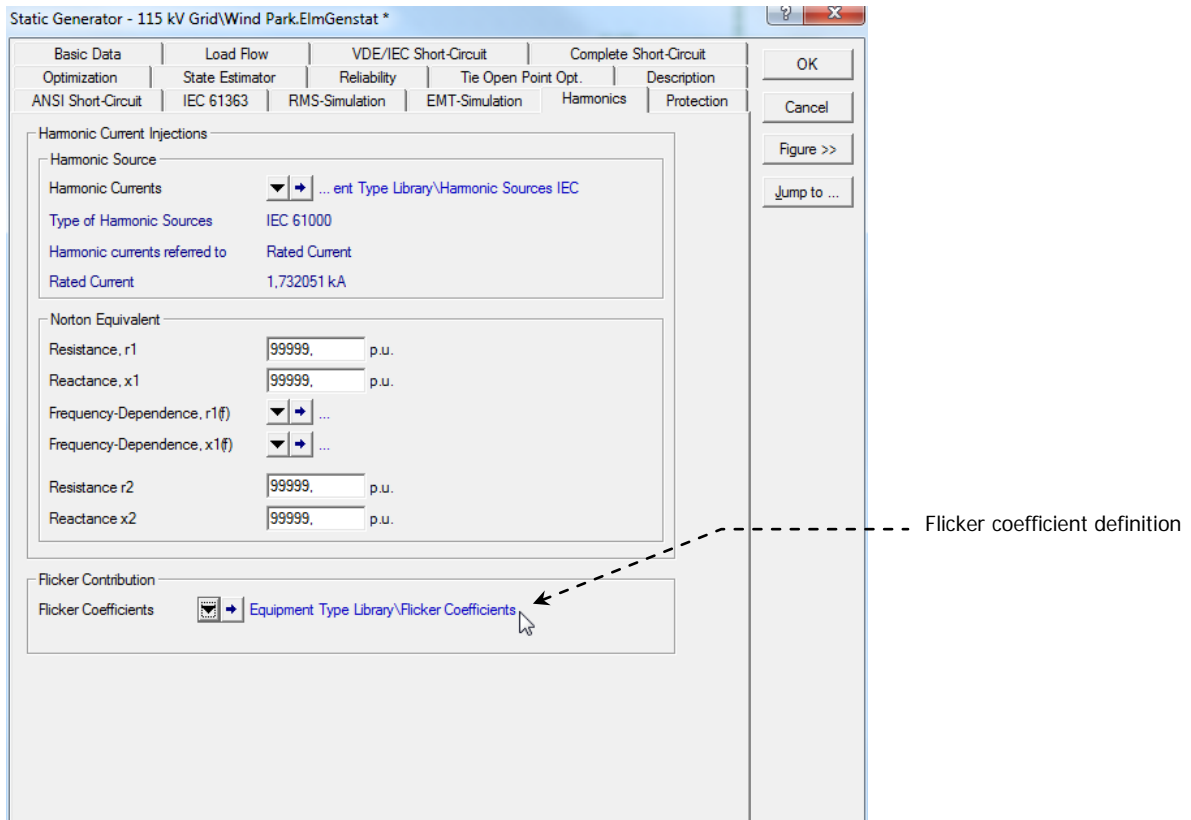 Static Generator - 115 kV Grid\Wind Park.ElmGenstat *
?
X
Basic Data Load Flow VDE/IEC Short-Circuit Complete Short-Circuit
Optimization State Estimator Reliability Tie Open Point Opt. Description
ANSI Short-Circuit IEC 61363 RMS-Simulation EMT-Simulation Harmonics Protection
OK
Cancel
Figure >>
Jump to ...
Harmonic Current Injections
Harmonic Source
Harmonic Currents ... ent Type Library\Harmonic Sources IEC
Type of Harmonic Sources IEC 61000
Harmonic currents referred to Rated Current
Rated Current 1,732051 kA
Norton Equivalent
Resistance, r1 99999, p.u.
Reactance, x1 99999, p.u.
Frequency-Dependence, r1(f) ...
Frequency-Dependence, x1(f) ...
Resistance r2 99999, p.u.
Reactance x2 99999, p.u.
Flicker coefficient definition
Flicker Contribution
Flicker Coefficients Equipment Type Library\Flicker Coefficients